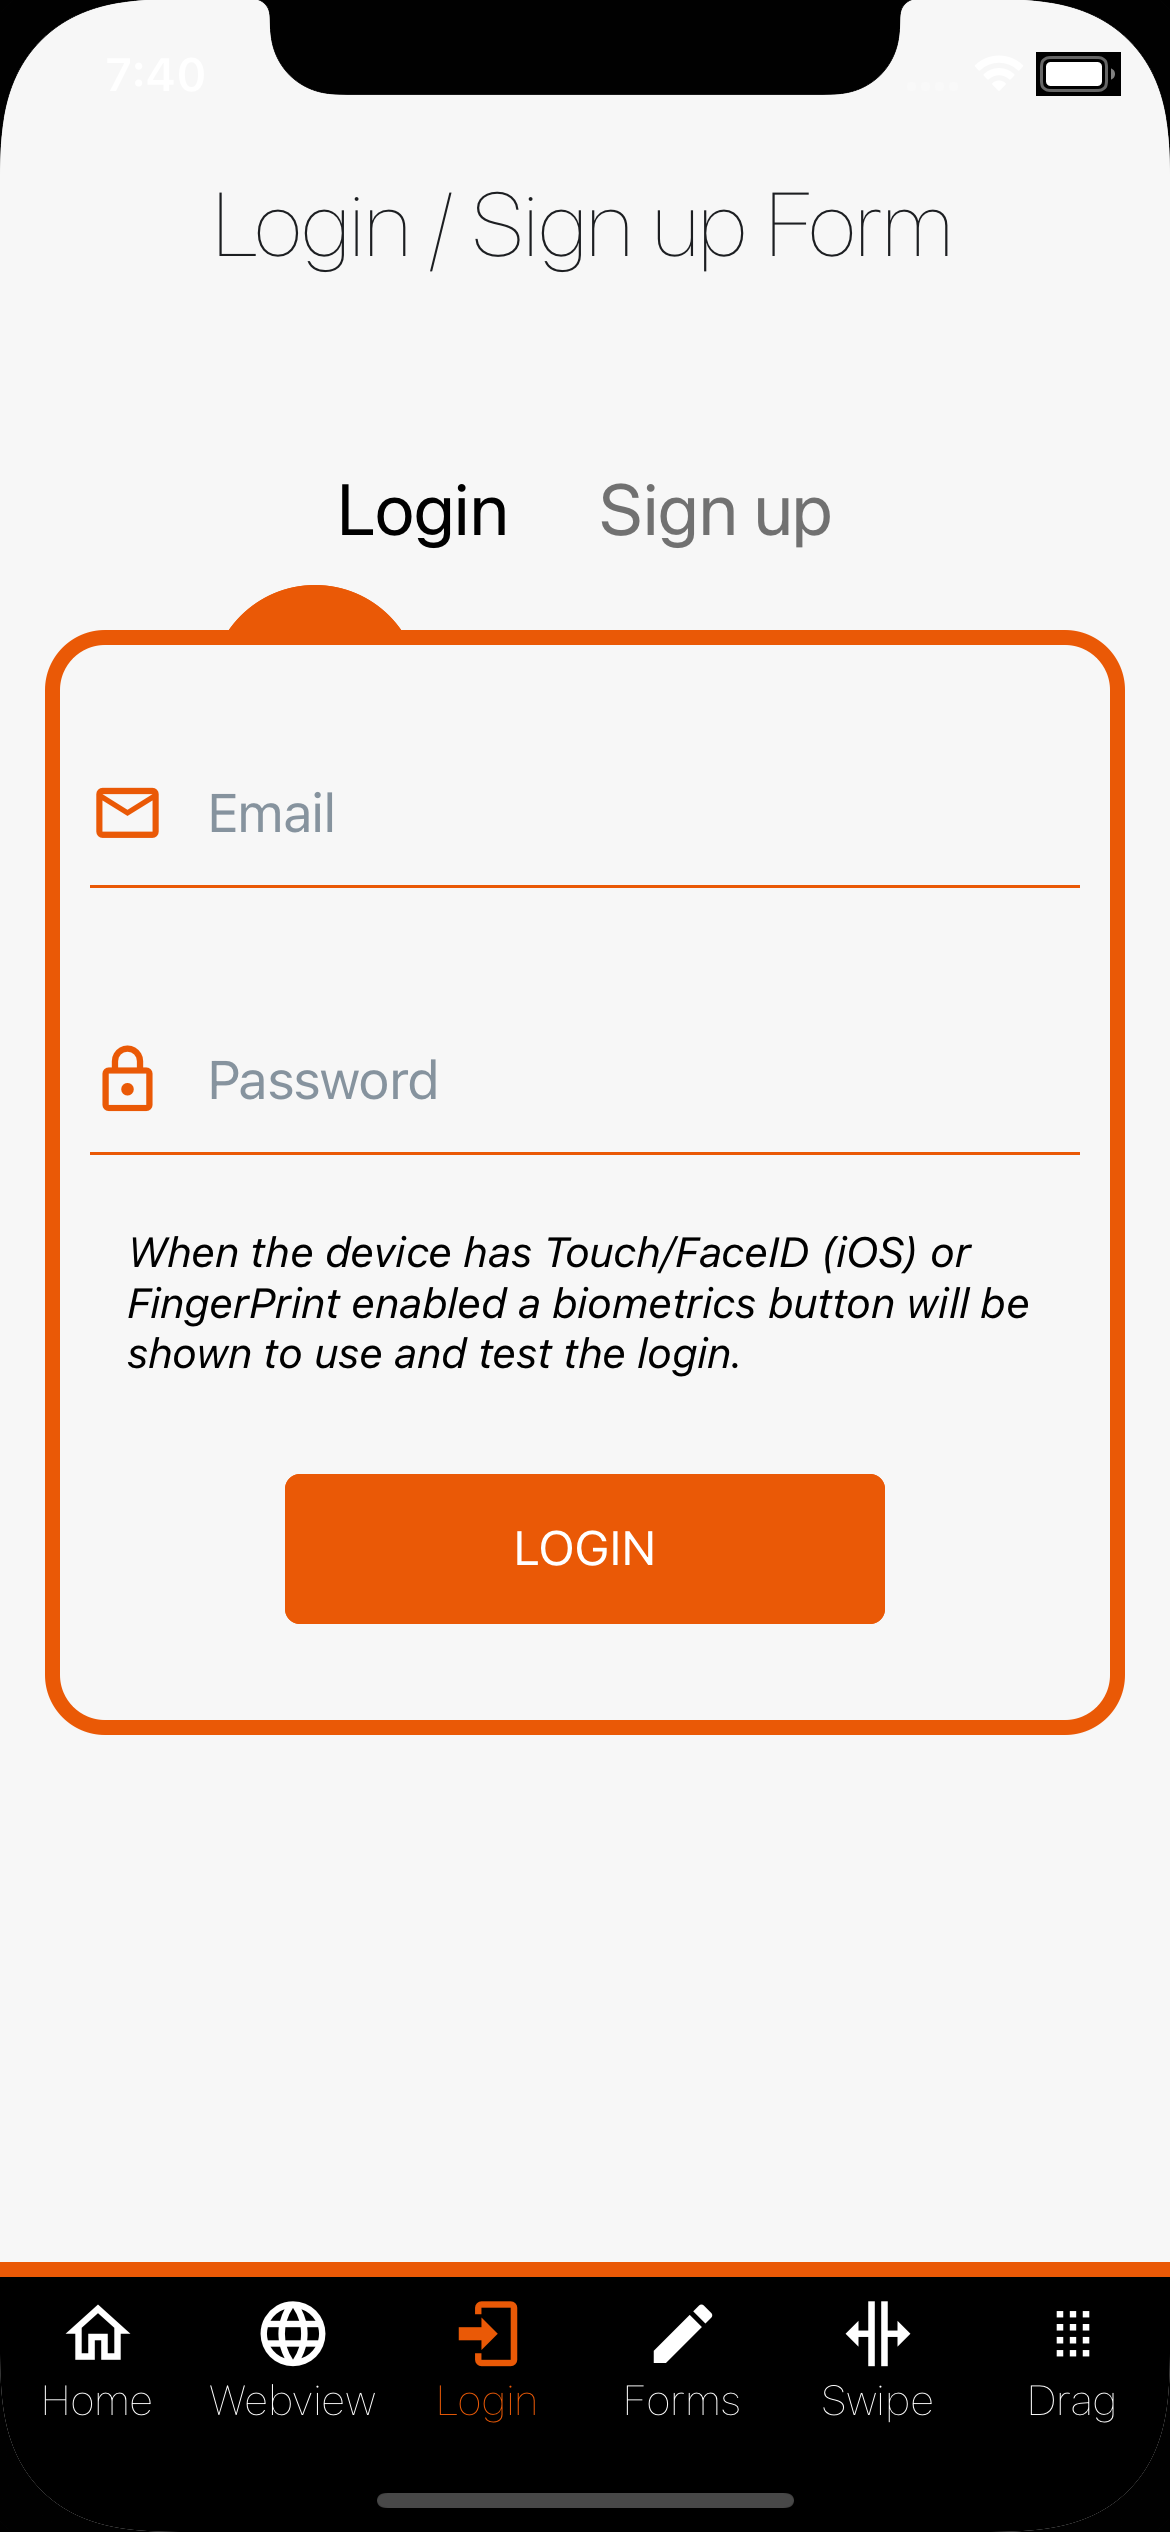 7:40
Login / Sign up Form
Login Sign up
Email
Password
When the device has Touch/FaceID (iOS) or
FingerPrint enabled a biometrics button will be
shown to use and test the login.
LOGIN
Home Webview Login Forms Swipe Drag